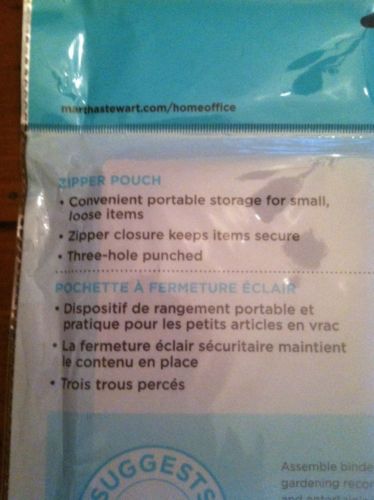 marthastewart.com/homeoffice
ZIPPER POUCH
• Convenient portable storage for small,
loose items
• Zipper closure keeps items secure
• Three-hole punched
POCHETTE À FERMETURE ÉCLAIR
• Dispositif de rangement portable et
pratique pour les petits articles en vrac
• La fermeture éclair sécuritaire maintient
le contenu en place
• Trois trous percés
SUGGESTS
Assemble binde
gardening recor